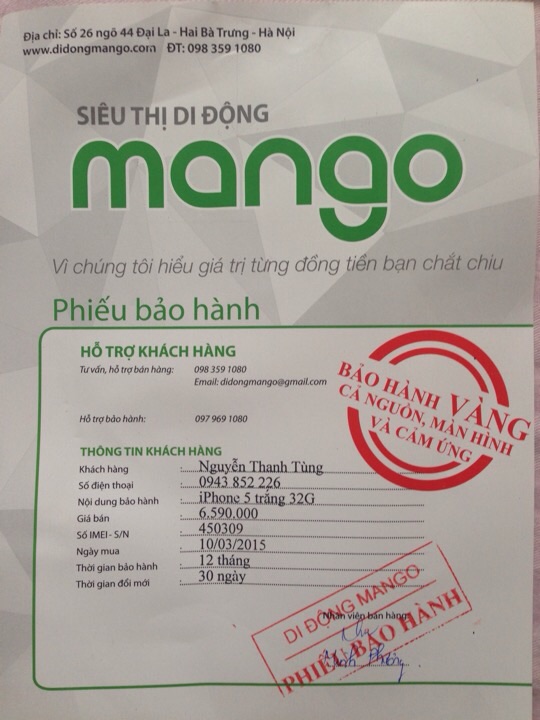 Địa chỉ: Số 26 ngõ 44 Đại La - Hai Bà Trưng - Hà Nội
www.didongmango.com ĐT: 098 359 1080
SIÊU THỊ DI ĐỘNG
mango
Vì chúng tôi hiểu giá trị từng đồng tiền bạn chắt chiu
Phiếu bảo hành
HỖ TRỢ KHÁCH HÀNG
Tư vấn, hỗ trợ bán hàng: 098 359 1080
Email: didongmango@gmail.com
Hỗ trợ bảo hành: 097 969 1080
BẢO HÀNH VÀNG
CẢ NGUỒN, MÀN HÌNH
VÀ CẢM ỨNG
THÔNG TIN KHÁCH HÀNG
Khách hàng : Nguyễn Thanh Tùng
Số điện thoại : 0943 852 226
Nội dung bảo hành : iPhone 5 trắng 32G
Giá bán : 6.590.000
Số IMEI - S/N : 450309
Ngày mua : 10/03/2015
Thời gian bảo hành : 12 tháng
Thời gian đổi mới : 30 ngày
DI ĐỘNG MANGO
Nhân viên bán hàng
PHIẾU BẢO HÀNH